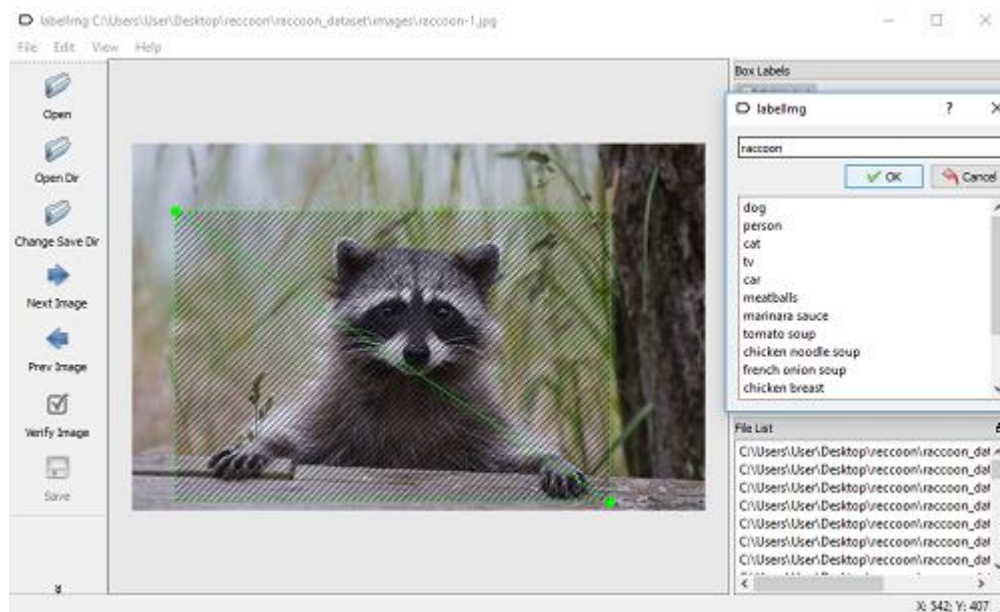 labelImg C:\Users\User\Desktop\reccoon\raccoon_dataset\images\raccoon-1.jpg
File Edit View Help
Open
Open Dir
Change Save Dir
Next Image
Prev Image
Verify Image
Save
Box Labels
labelImg ?
raccoon
OK Cancel
dog
person
cat
tv
car
meatballs
marinara sauce
tomato soup
chicken noodle soup
french onion soup
chicken breast
File List
C:\Users\User\Desktop\reccoon\raccoon_dat
C:\Users\User\Desktop\reccoon\raccoon_dat
C:\Users\User\Desktop\reccoon\raccoon_dat
C:\Users\User\Desktop\reccoon\raccoon_dat
C:\Users\User\Desktop\reccoon\raccoon_dat
C:\Users\User\Desktop\reccoon\raccoon_dat
C:\Users\User\Desktop\reccoon\raccoon_dat
X: 542; Y: 407